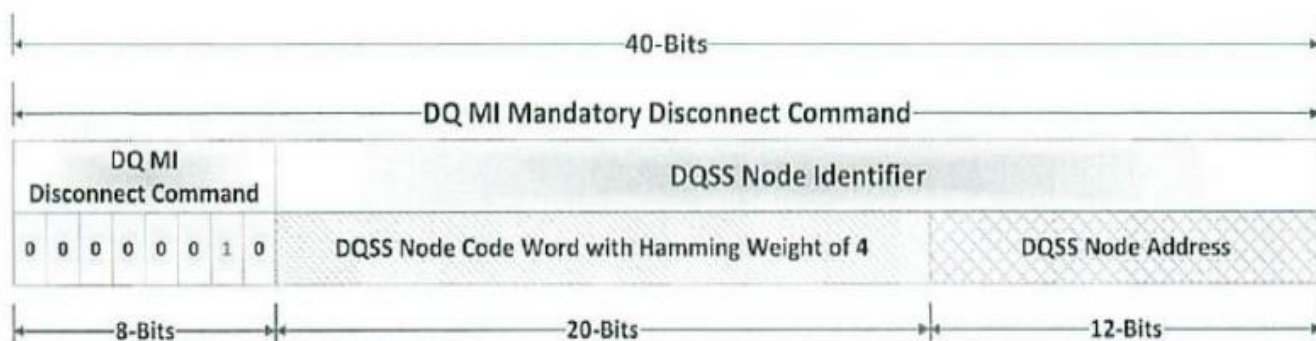 40-Bits
DQ MI Mandatory Disconnect Command
DQ MI
Disconnect Command
DQSS Node Identifier
0 0 0 0 0 0 1 0
DQSS Node Code Word with Hamming Weight of 4
DQSS Node Address
8-Bits
20-Bits
12-Bits